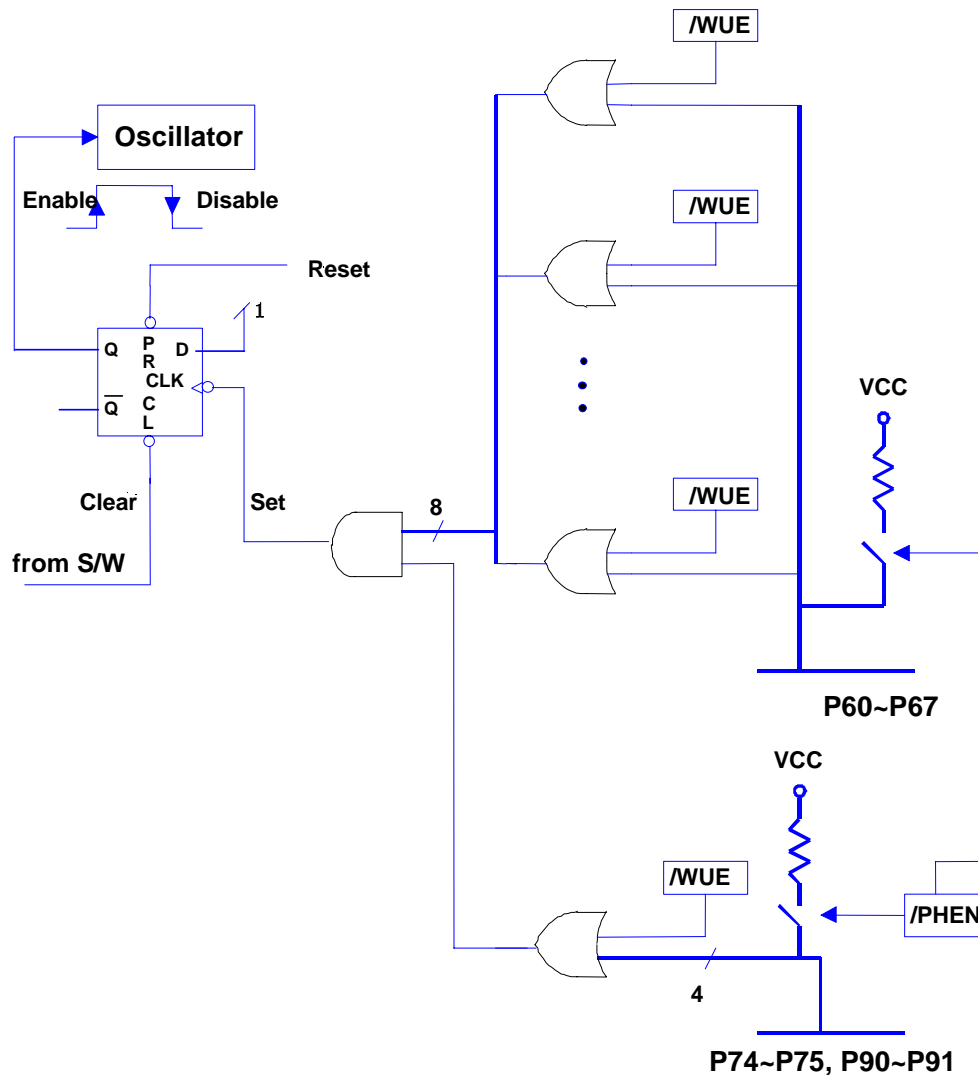 /WUE
Oscillator
Enable
Disable
/WUE
Reset
1
Q
P
R
D
CLK
Q
C
L
VCC
Clear
Set
8
/WUE
from S/W
P60~P67
VCC
/WUE
/PHEN
4
P74~P75, P90~P91